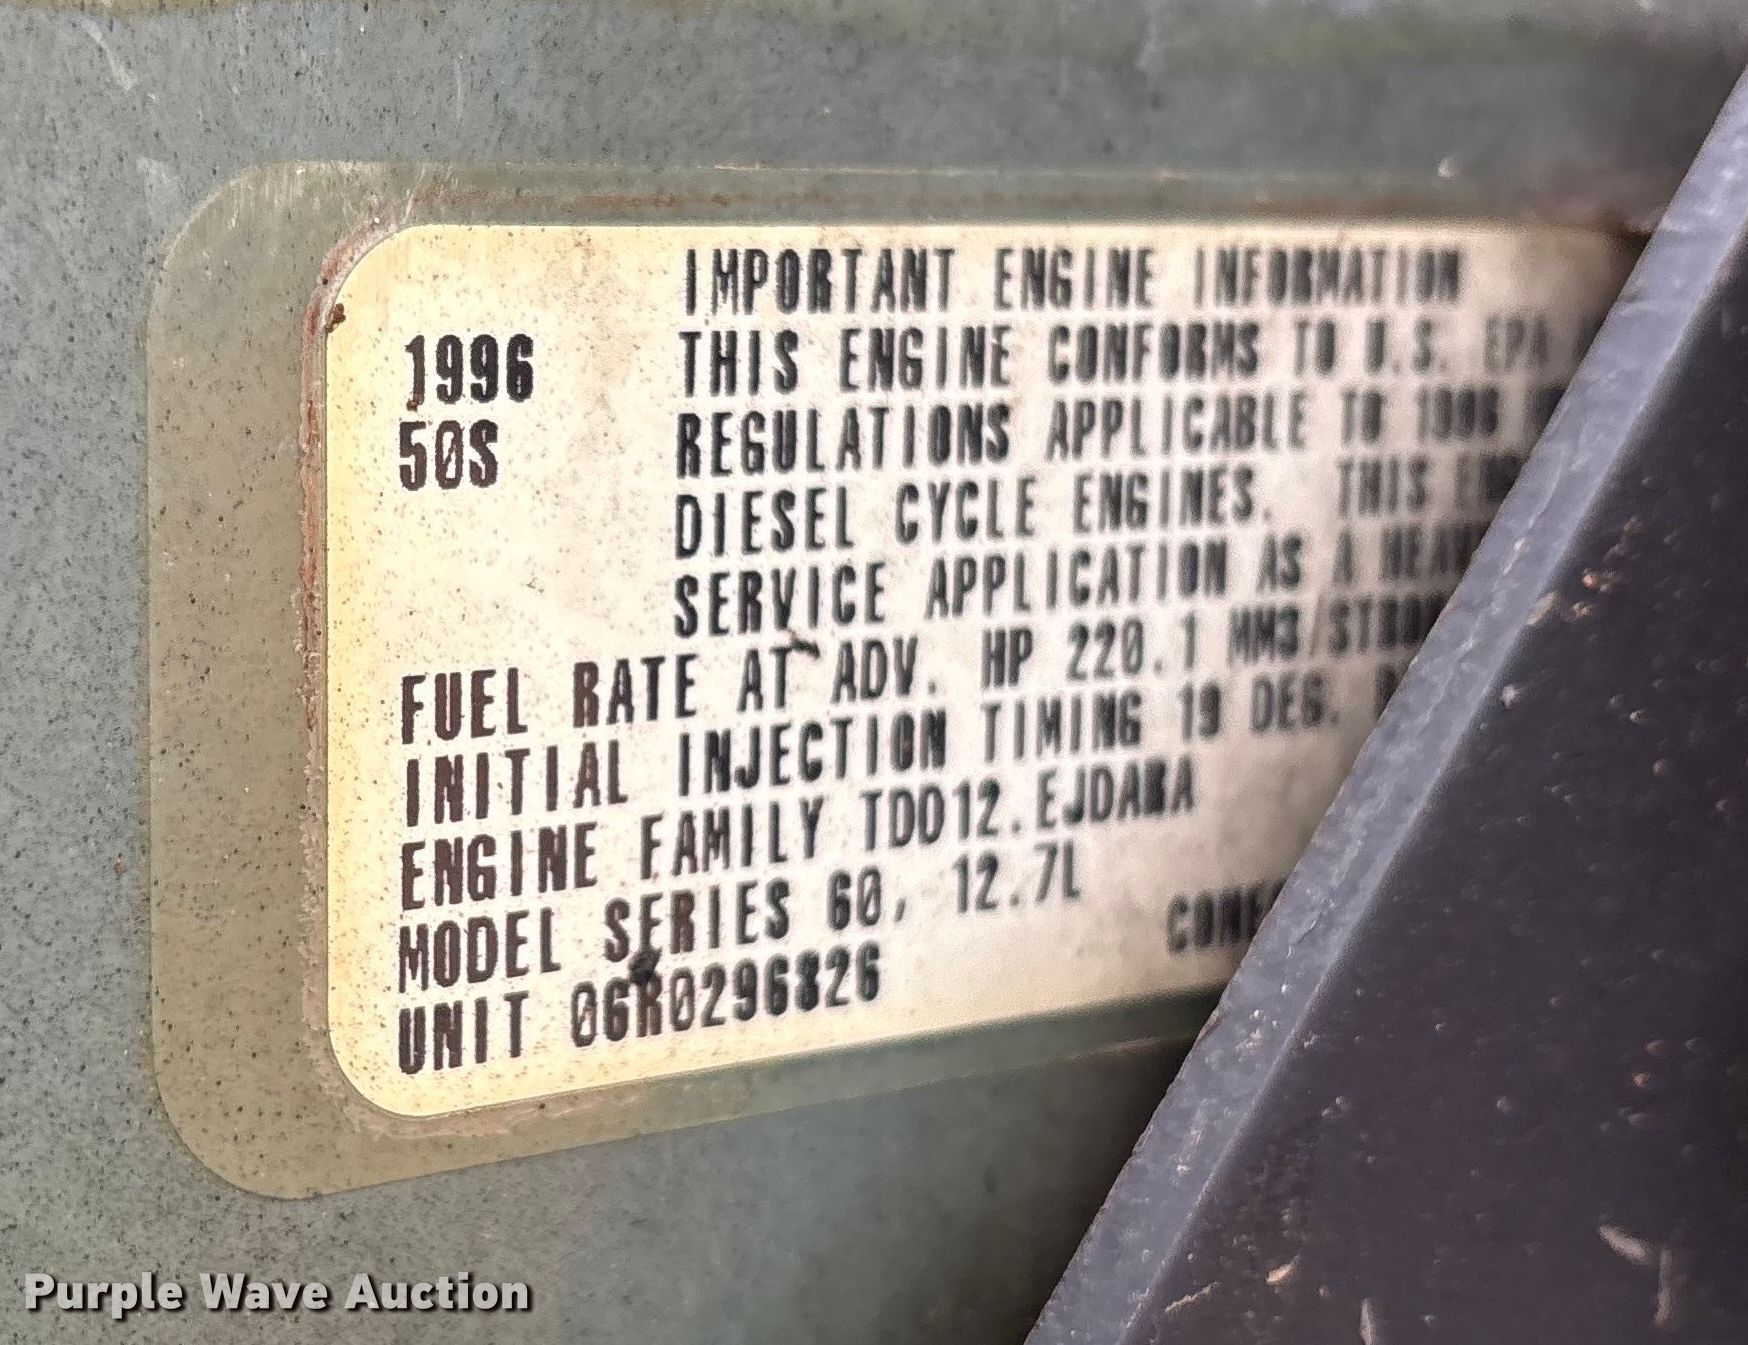 IMPORTANT ENGINE INFORMATION
1996 THIS ENGINE CONFORMS TO U.S. EPA
50S REGULATIONS APPLICABLE TO 1996
DIESEL CYCLE ENGINES. THIS
SERVICE APPLICATION AS A
FUEL RATE AT ADV. HP 220.1
INITIAL INJECTION TIMING 19 DEG.
ENGINE FAMILY TDD12.EJDARA
MODEL SERIES 60, 12.7L
UNIT 06R0296826
Purple Wave Auction